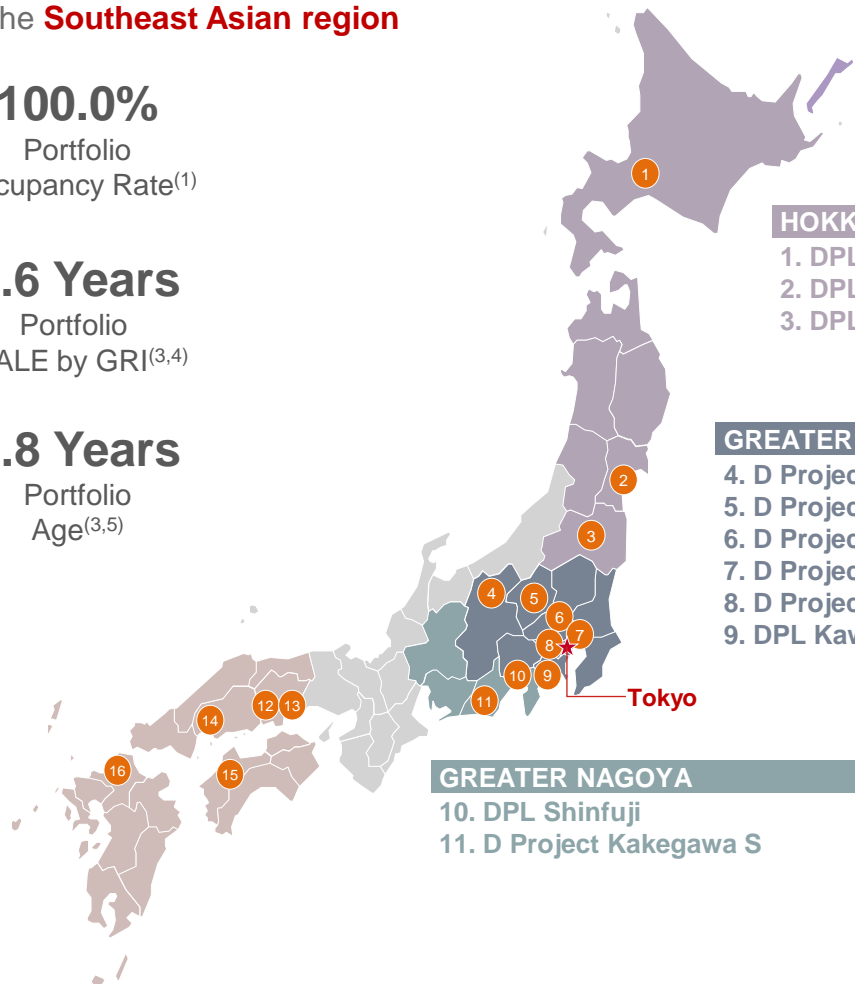 he Southeast Asian region
100.0%
Portfolio
cupancy Rate(1)
.6 Years
Portfolio
ALE by GRI(3,4)
.8 Years
Portfolio
Age(3,5)
1
HOKK
1. DPL
2. DPL
3. DPL
2
3
GREATER
4. D Projec
5. D Projec
6. D Projec
7. D Projec
8. D Projec
9. DPL Kaw
4
5
6
7
8
9
10
11
12
13
14
15
16
Tokyo
GREATER NAGOYA
10. DPL Shinfuji
11. D Project Kakegawa S